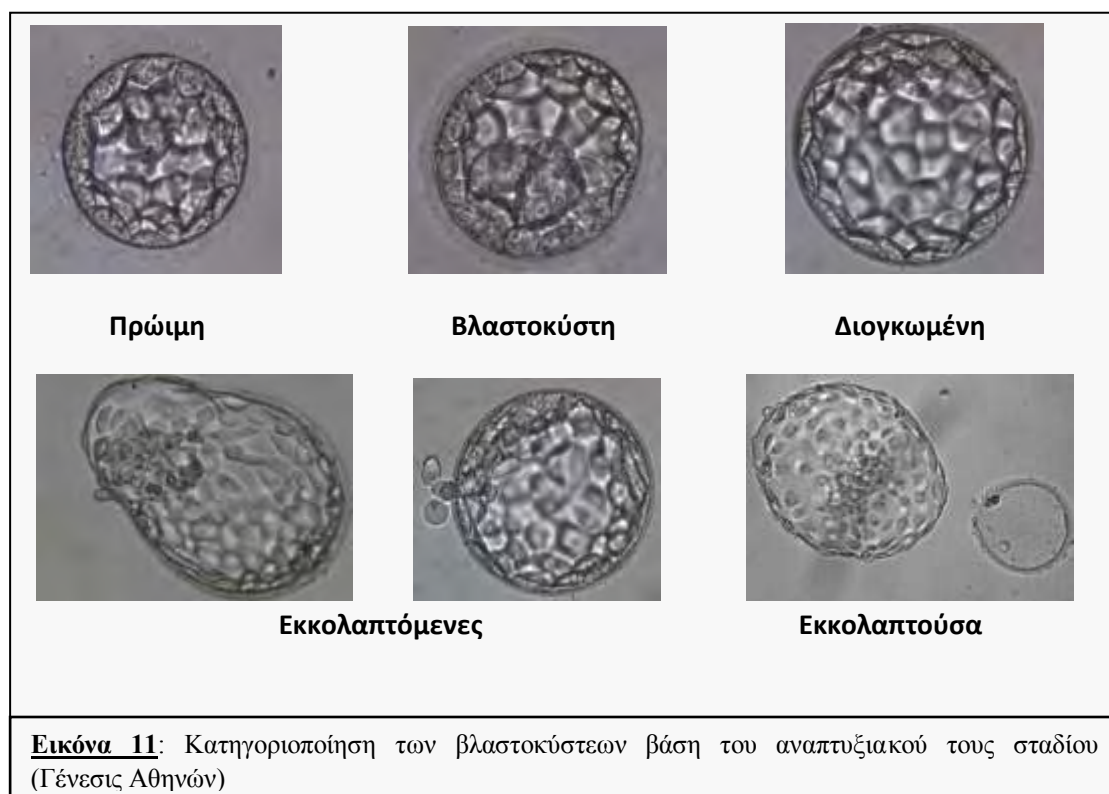 Πρώιμη Βλαστοκύστη Διογκωμένη
Εκκολαπτόμενες Εκκολαπτούσα
Εικόνα 11: Κατηγοριοποίηση των βλαστοκύστεων βάση του αναπτυξιακού τους σταδίου
(Γένεσις Αθηνών)